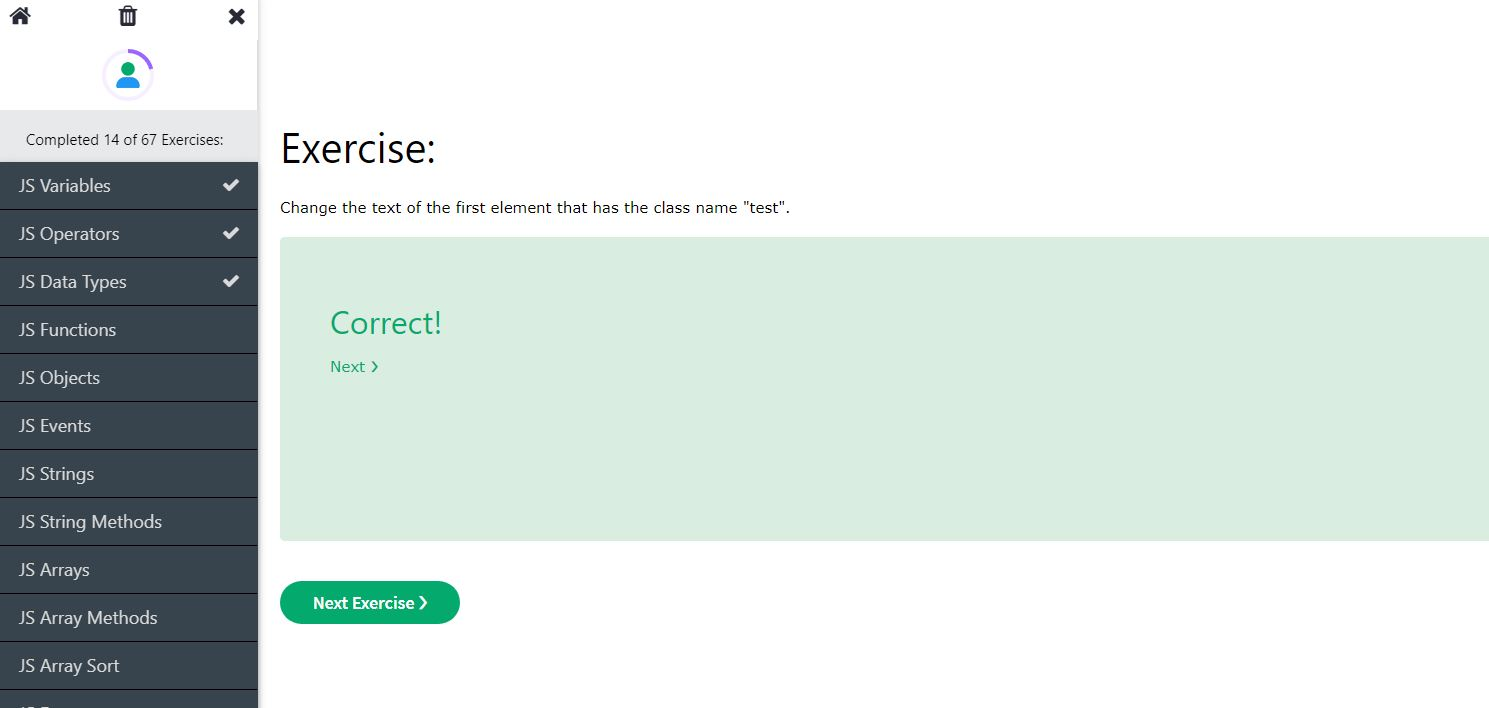 Completed 14 of 67 Exercises:
JS Variables
JS Operators
JS Data Types
JS Functions
JS Objects
JS Events
JS Strings
JS String Methods
JS Arrays
JS Array Methods
JS Array Sort
Exercise:
Change the text of the first element that has the class name "test".
Correct!
Next ❯
Next Exercise ❯